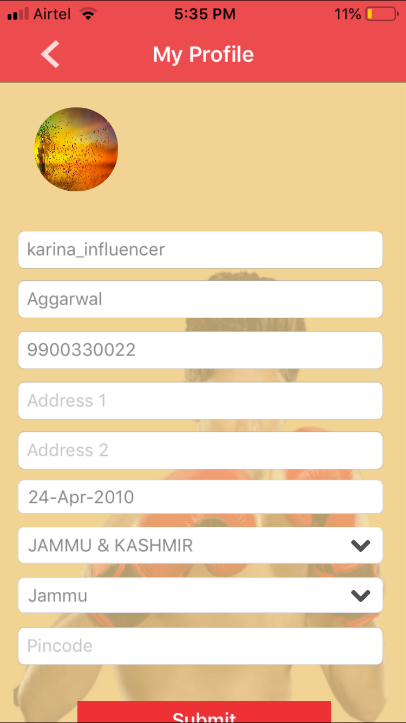 Airtel 5:35 PM 11%
My Profile
karina_influencer
Aggarwal
9900330022
Address 1
Address 2
24-Apr-2010
JAMMU & KASHMIR
Jammu
Pincode
Submit